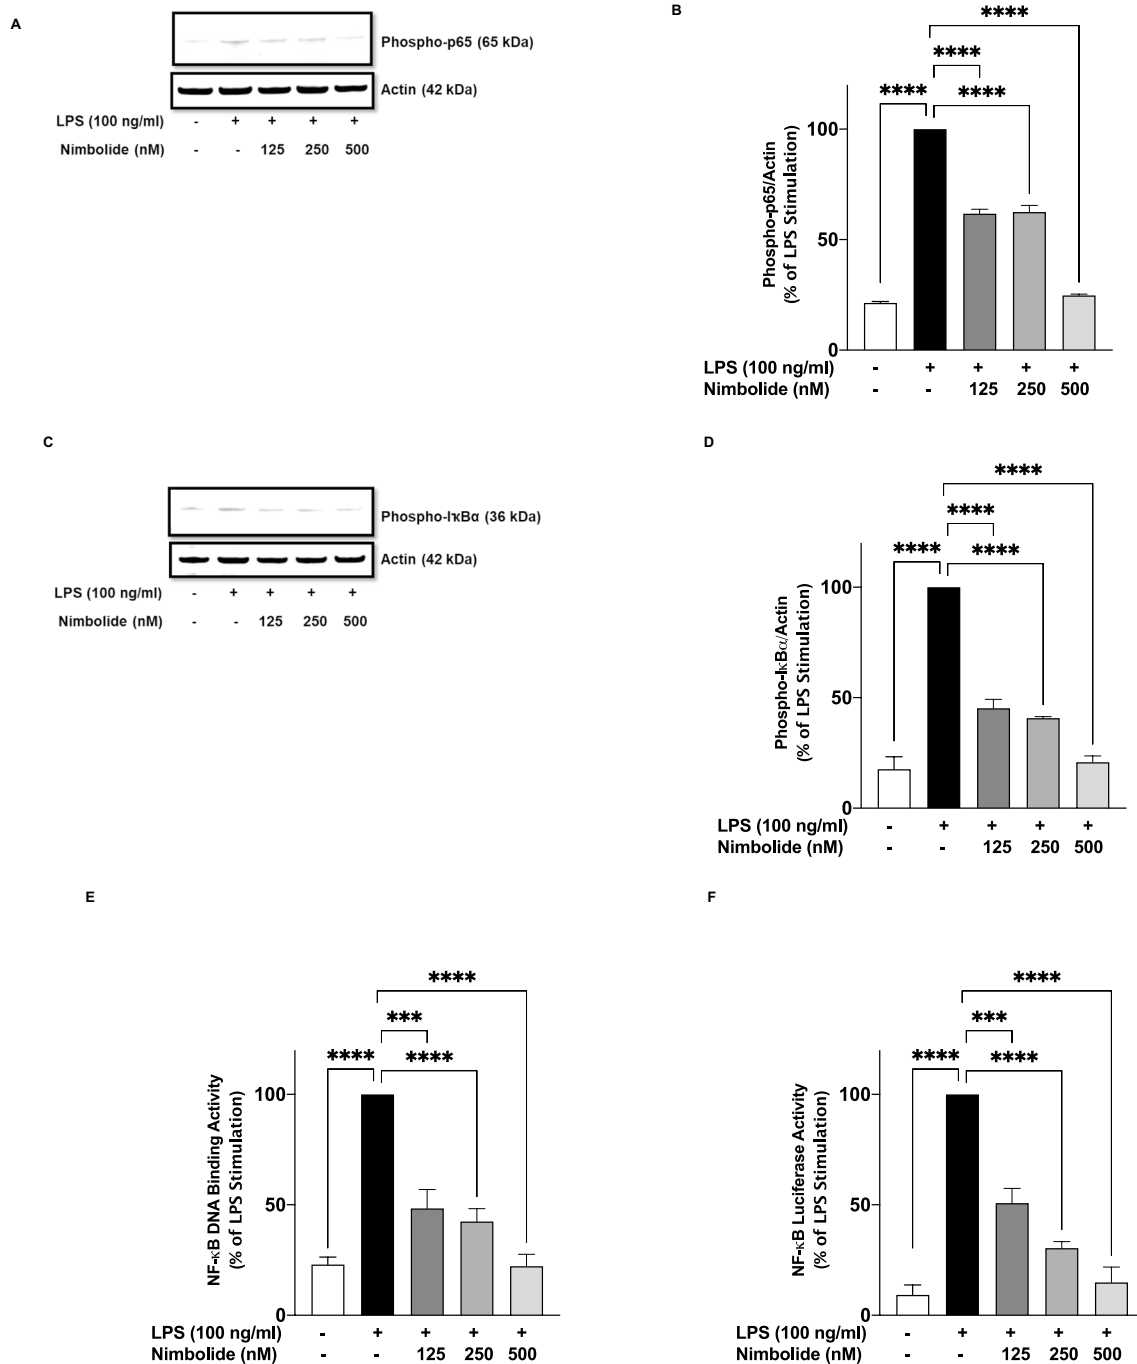 A
Phospho-p65 (65 kDa)
Actin (42 kDa)
LPS (100 ng/ml) - + + + +
Nimbolide (nM) - - 125 250 500
B
****
****
**** ****
100
50
0
Phospho-p65/Actin
(% of LPS Stimulation)
LPS (100 ng/ml) - + + + +
Nimbolide (nM) - - 125 250 500
C
Phospho-IκBα (36 kDa)
Actin (42 kDa)
LPS (100 ng/ml) - + + + +
Nimbolide (nM) - - 125 250 500
D
****
****
**** ****
100
50
0
Phospho-IκBα/Actin
(% of LPS Stimulation)
LPS (100 ng/ml) - + + + +
Nimbolide (nM) - - 125 250 500
E
****
***
**** ****
100
50
0
NF-κB DNA Binding Activity
(% of LPS Stimulation)
LPS (100 ng/ml) - + + + +
Nimbolide (nM) - - 125 250 500
F
****
***
**** ****
100
50
0
NF-κB Luciferase Activity
(% of LPS Stimulation)
LPS (100 ng/ml) - + + + +
Nimbolide (nM) - - 125 250 500